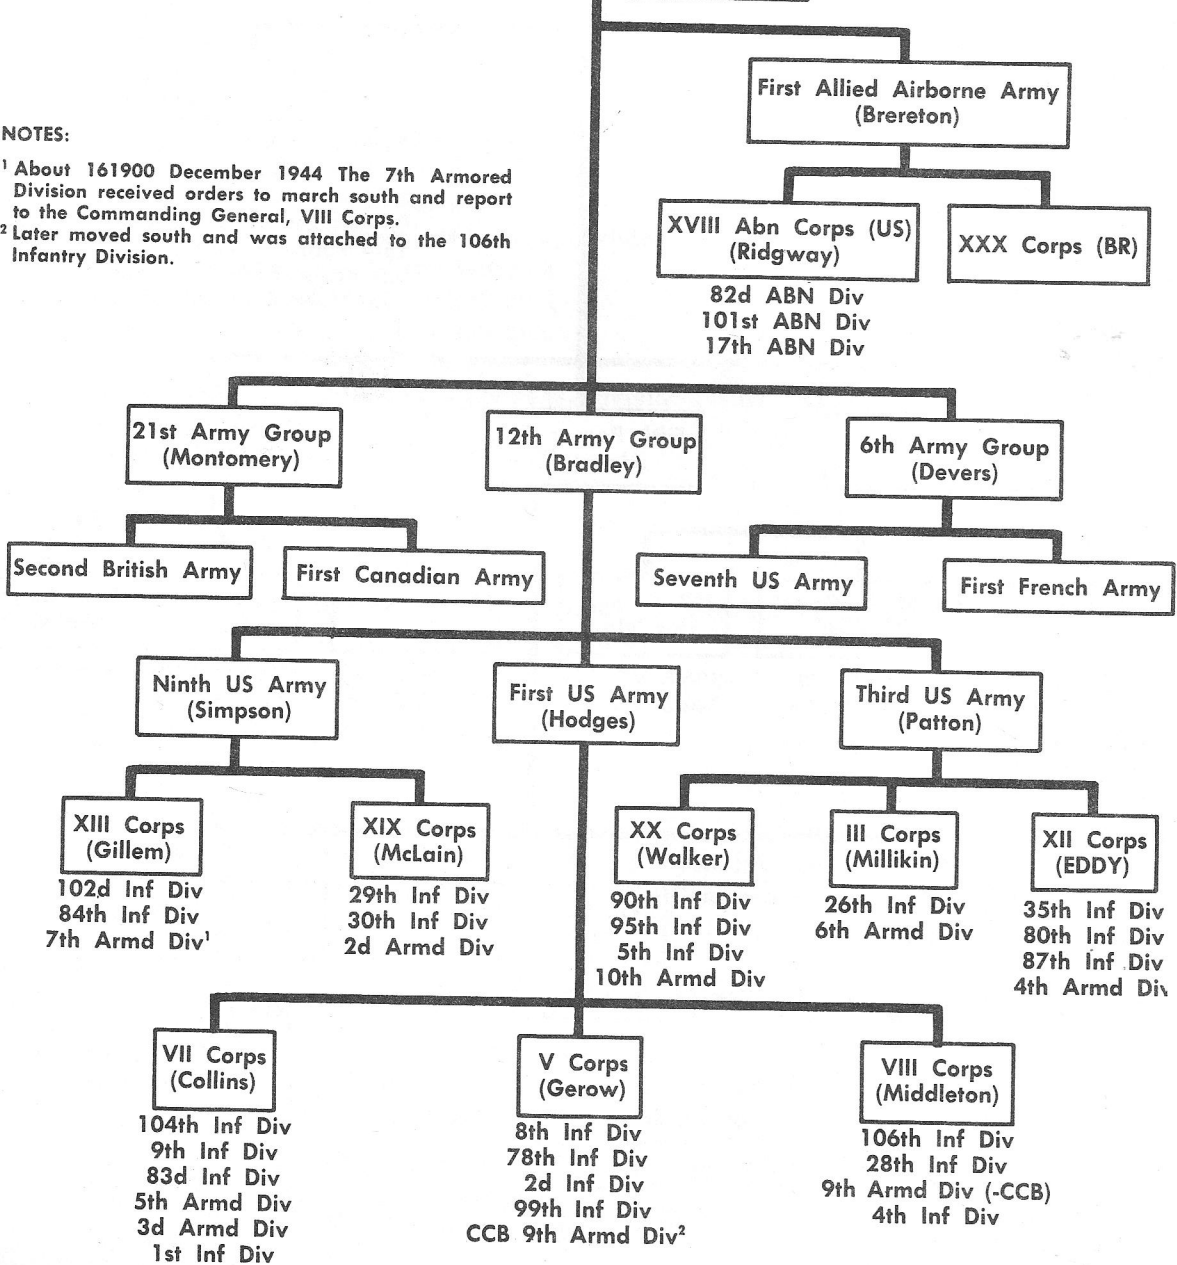 First Allied Airborne Army
(Brereton)
NOTES:
¹ About 161900 December 1944 The 7th Armored
Division received orders to march south and report
to the Commanding General, VIII Corps.
² Later moved south and was attached to the 106th
Infantry Division.
XVIII Abn Corps (US)
(Ridgway)
XXX Corps (BR)
82d ABN Div
101st ABN Div
17th ABN Div
21st Army Group
(Montomery)
12th Army Group
(Bradley)
6th Army Group
(Devers)
Second British Army
First Canadian Army
Seventh US Army
First French Army
Ninth US Army
(Simpson)
First US Army
(Hodges)
Third US Army
(Patton)
XIII Corps
(Gillem)
102d Inf Div
84th Inf Div
7th Armd Div¹
XIX Corps
(McLain)
29th Inf Div
30th Inf Div
2d Armd Div
XX Corps
(Walker)
90th Inf Div
95th Inf Div
5th Inf Div
10th Armd Div
III Corps
(Millikin)
26th Inf Div
6th Armd Div
XII Corps
(EDDY)
35th Inf Div
80th Inf Div
87th Inf Div
4th Armd Div
VII Corps
(Collins)
104th Inf Div
9th Inf Div
83d Inf Div
5th Armd Div
3d Armd Div
1st Inf Div
V Corps
(Gerow)
8th Inf Div
78th Inf Div
2d Inf Div
99th Inf Div
CCB 9th Armd Div²
VIII Corps
(Middleton)
106th Inf Div
28th Inf Div
9th Armd Div (-CCB)
4th Inf Div